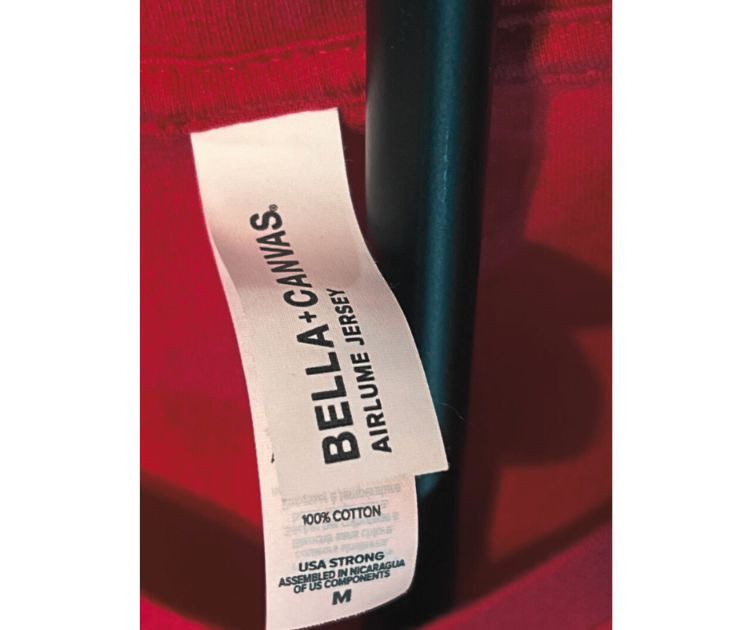 BELLA+CANVAS®
AIRLUME JERSEY
100% COTTON
USA STRONG
ASSEMBLED IN NICARAGUA
OF US COMPONENTS
M